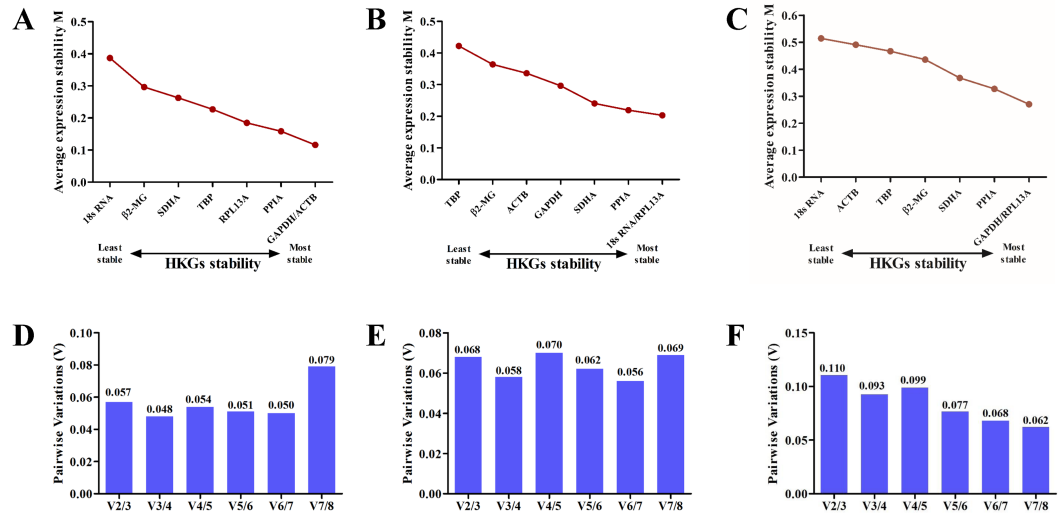 A
Average expression stability M
0.5
0.4
0.3
0.2
0.1
0.0
18s RNA
β2-MG
SDHA
TBP
RPL13A
PPIA
GAPDH/ACTB
Least stable
HKGs stability
Most stable
B
Average expression stability M
0.5
0.4
0.3
0.2
0.1
0.0
TBP
β2-MG
ACTB
GAPDH
SDHA
PPIA
18s RNA/RPL13A
Least stable
HKGs stability
Most stable
C
Average expression stability M
0.6
0.5
0.4
0.3
0.2
0.1
0.0
18s RNA
ACTB
TBP
β2-MG
SDHA
PPIA
GAPDH/RPL13A
Least stable
HKGs stability
Most stable
D
Pairwise Variations (V)
0.10
0.08
0.06
0.04
0.02
0.00
0.057
0.048
0.054
0.051
0.050
0.079
V2/3
V3/4
V4/5
V5/6
V6/7
V7/8
E
Pairwise Variations (V)
0.08
0.06
0.04
0.02
0.00
0.068
0.058
0.070
0.062
0.056
0.069
V2/3
V3/4
V4/5
V5/6
V6/7
V7/8
F
Pairwise Variations (V)
0.15
0.10
0.05
0.00
0.110
0.093
0.099
0.077
0.068
0.062
V2/3
V3/4
V4/5
V5/6
V6/7
V7/8